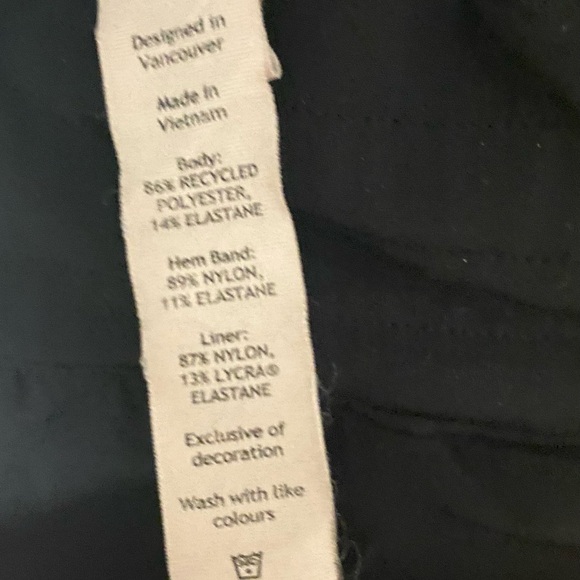 Designed in
Vancouver
Made in
Vietnam
Body:
86% RECYCLED
POLYESTER,
14% ELASTANE
Hem Band:
89% NYLON,
11% ELASTANE
Liner:
87% NYLON,
13% LYCRA®
ELASTANE
Exclusive of
decoration
Wash with like
colours